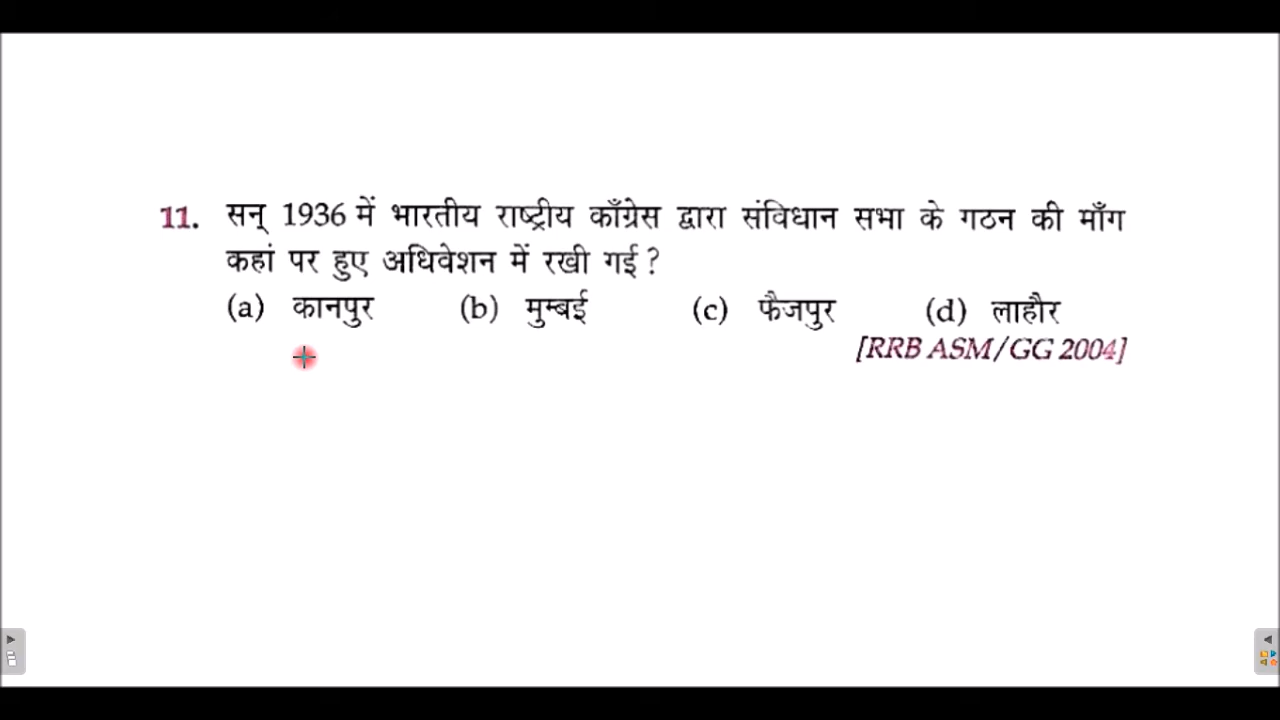 11. सन् 1936 में भारतीय राष्ट्रीय काँग्रेस द्वारा संविधान सभा के गठन की माँग
कहां पर हुए अधिवेशन में रखी गई ?
(a) कानपुर (b) मुम्बई (c) फैजपुर (d) लाहौर
[RRB ASM/GG 2004]